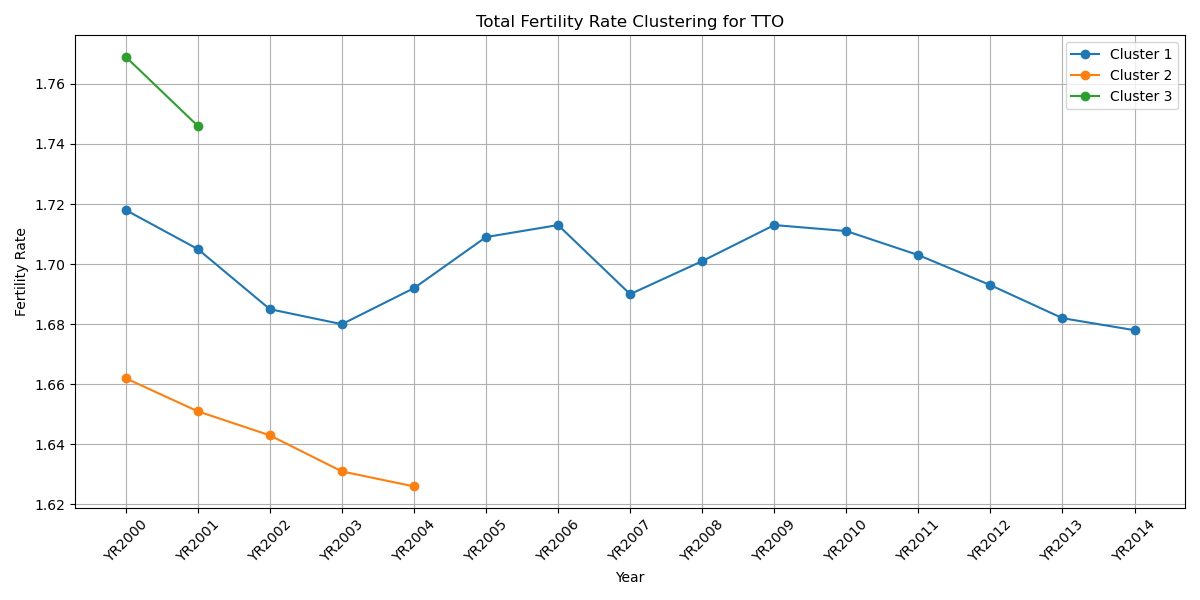 Total Fertility Rate Clustering for TTO
Cluster 1
Cluster 2
Cluster 3
1.76
1.74
1.72
1.70
1.68
1.66
1.64
1.62
Fertility Rate
YR2000
YR2001
YR2002
YR2003
YR2004
YR2005
YR2006
YR2007
YR2008
YR2009
YR2010
YR2011
YR2012
YR2013
YR2014
Year